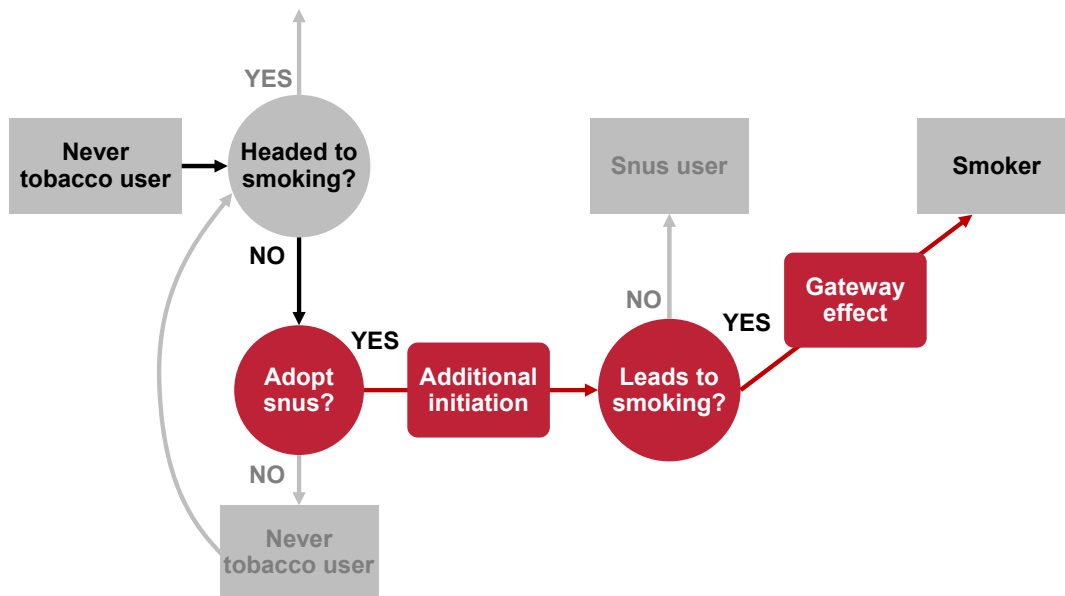 YES
Never
tobacco user
Headed to
smoking?
Snus user
Smoker
NO
Gateway
effect
NO
YES
YES
Adopt
snus?
Additional
initiation
Leads to
smoking?
NO
Never
tobacco user